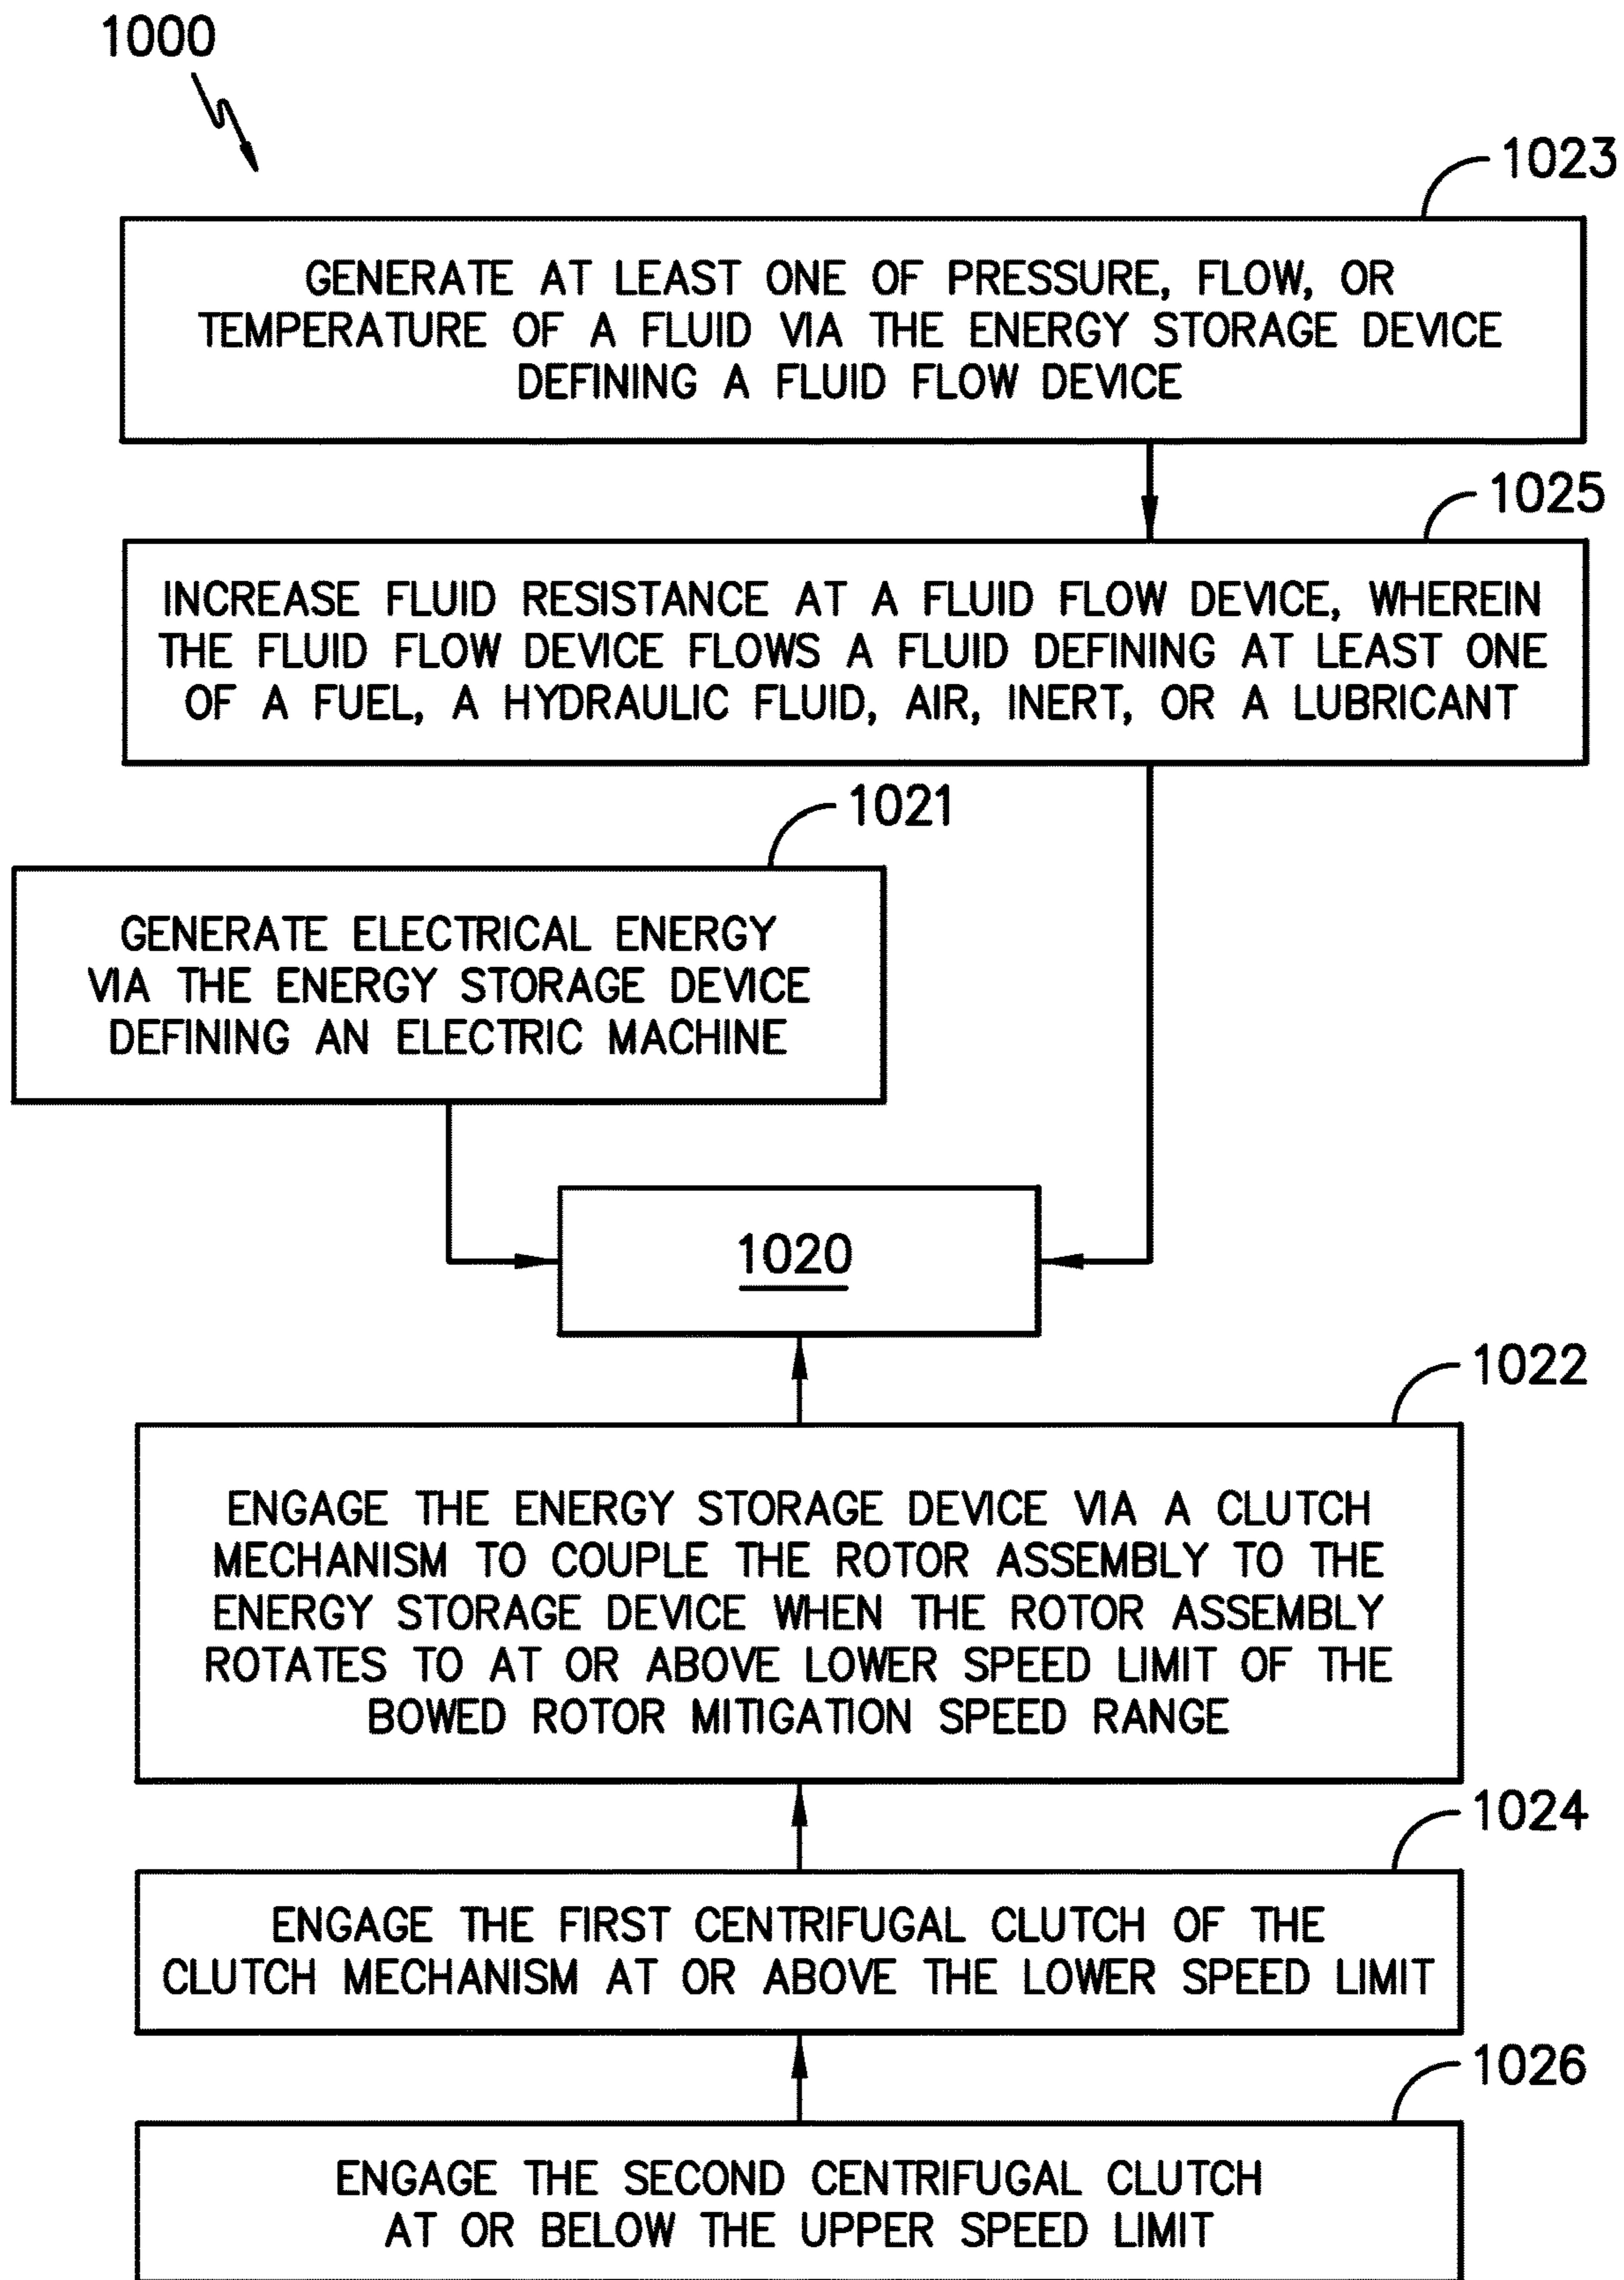 1000
1023
GENERATE AT LEAST ONE OF PRESSURE, FLOW, OR
TEMPERATURE OF A FLUID VIA THE ENERGY STORAGE DEVICE
DEFINING A FLUID FLOW DEVICE
1025
INCREASE FLUID RESISTANCE AT A FLUID FLOW DEVICE, WHEREIN
THE FLUID FLOW DEVICE FLOWS A FLUID DEFINING AT LEAST ONE
OF A FUEL, A HYDRAULIC FLUID, AIR, INERT, OR A LUBRICANT
1021
GENERATE ELECTRICAL ENERGY
VIA THE ENERGY STORAGE DEVICE
DEFINING AN ELECTRIC MACHINE
1020
1022
ENGAGE THE ENERGY STORAGE DEVICE VIA A CLUTCH
MECHANISM TO COUPLE THE ROTOR ASSEMBLY TO THE
ENERGY STORAGE DEVICE WHEN THE ROTOR ASSEMBLY
ROTATES TO AT OR ABOVE LOWER SPEED LIMIT OF THE
BOWED ROTOR MITIGATION SPEED RANGE
1024
ENGAGE THE FIRST CENTRIFUGAL CLUTCH OF THE
CLUTCH MECHANISM AT OR ABOVE THE LOWER SPEED LIMIT
1026
ENGAGE THE SECOND CENTRIFUGAL CLUTCH
AT OR BELOW THE UPPER SPEED LIMIT